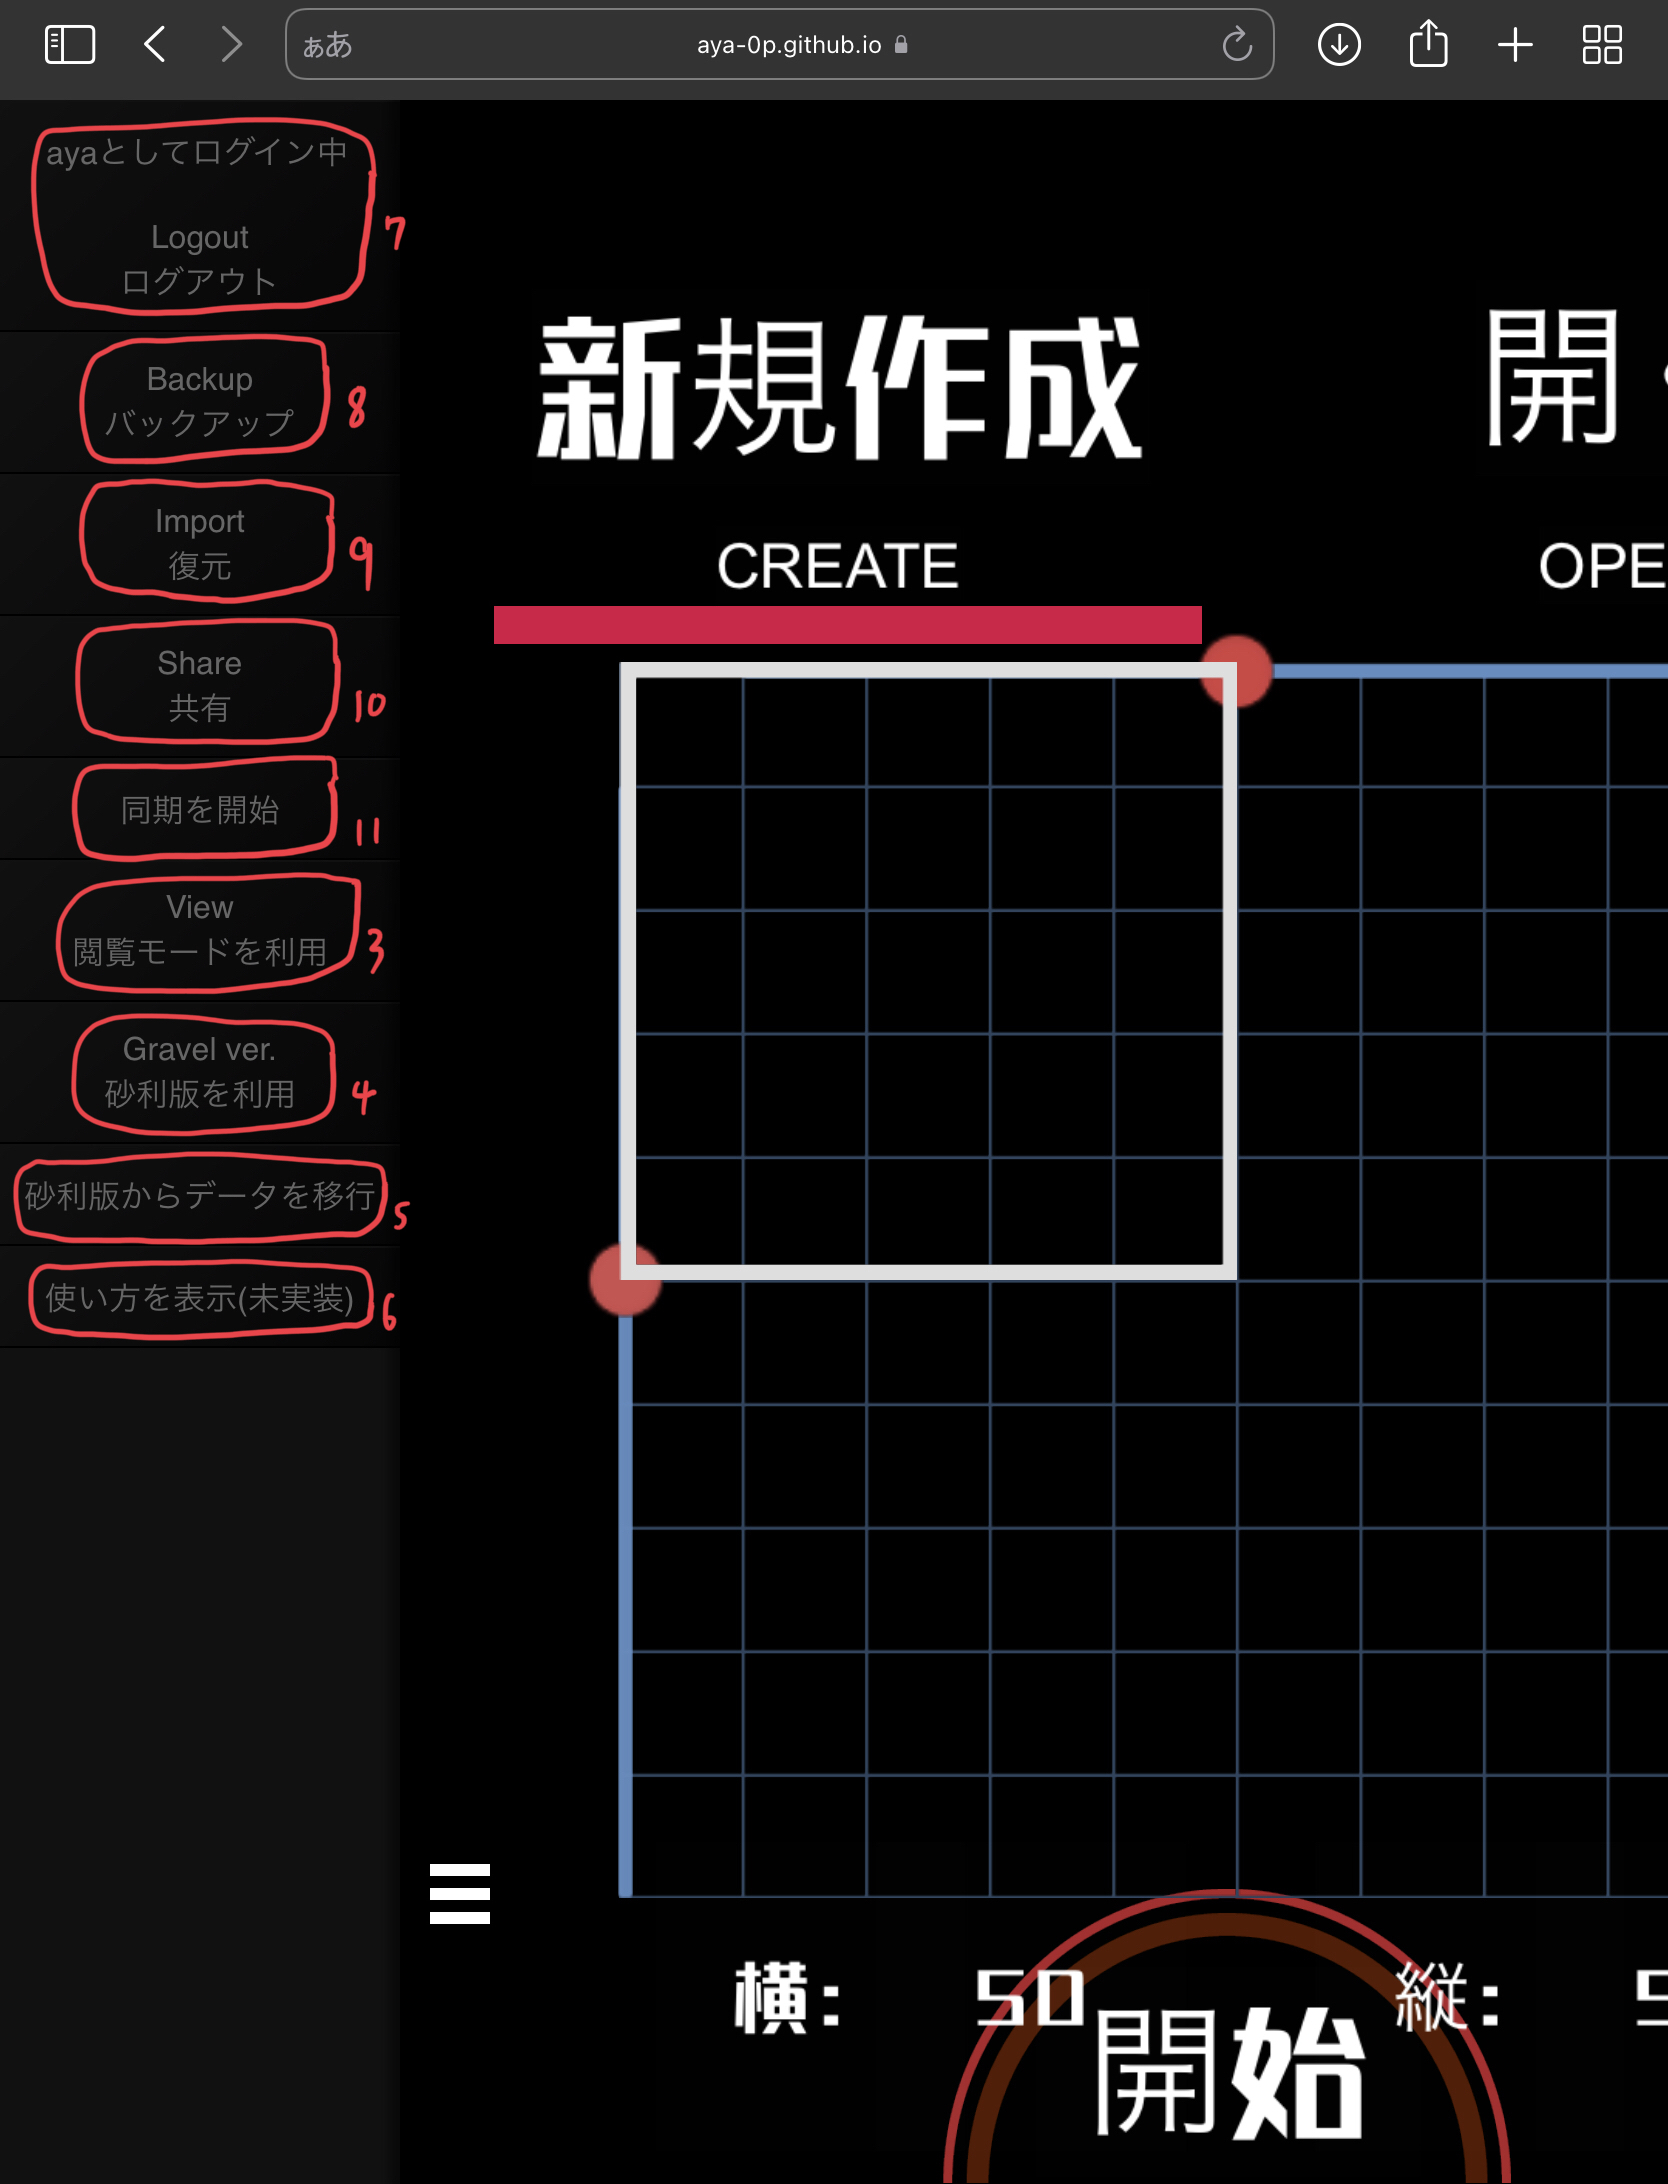 ぁあ aya-0p.github.io
ayaとしてログイン中
Logout
ログアウト
7
Backup
バックアップ
8
Import
復元
9
Share
共有
10
同期を開始
11
View
閲覧モードを利用
3
Gravel ver.
砂利版を利用
4
砂利版からデータを移行
5
使い方を表示(未実装)
6
新規作成
CREATE
開
OPE
横: 50
縦: 5
開始